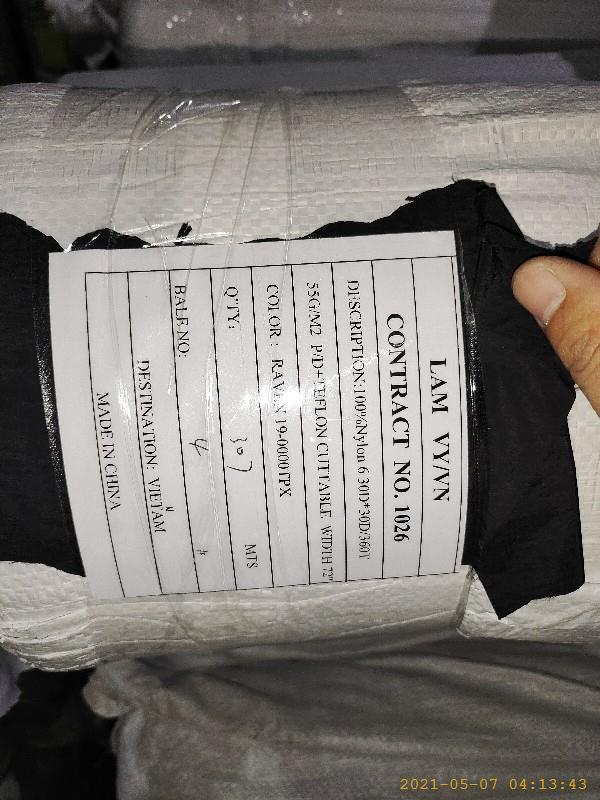 LAM VY/VN
CONTRACT NO. 1026
DESCRIPTION:100%Nylon 6 30D*30D/360T
55G/M2 P/D+TEFLON CUTTABLE WIDTH 72"
COLOR : RAVEN 19-0000TPX
Q'TY: 307 MTS
BALE NO: 4 #
DESTINATION: VIETAM
N
MADE IN CHINA
2021-05-07 04:13:43